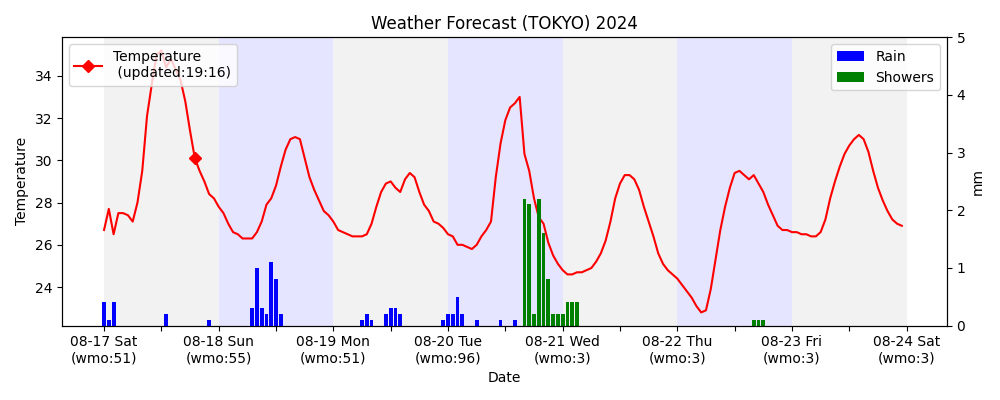 Weather Forecast (TOKYO) 2024
Temperature
(updated:19:16)
Rain
Showers
Temperature
34
32
30
28
26
24
5
4
3
2
1
0
mm
08-17 Sat
(wmo:51)
08-18 Sun
(wmo:55)
08-19 Mon
(wmo:51)
08-20 Tue
(wmo:96)
08-21 Wed
(wmo:3)
08-22 Thu
(wmo:3)
08-23 Fri
(wmo:3)
08-24 Sat
(wmo:3)
Date